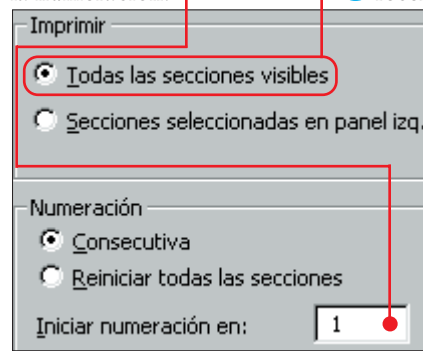 Imprimir
Todas las secciones visibles
Secciones seleccionadas en panel izq.
Numeración
Consecutiva
Reiniciar todas las secciones
Iniciar numeración en: 1